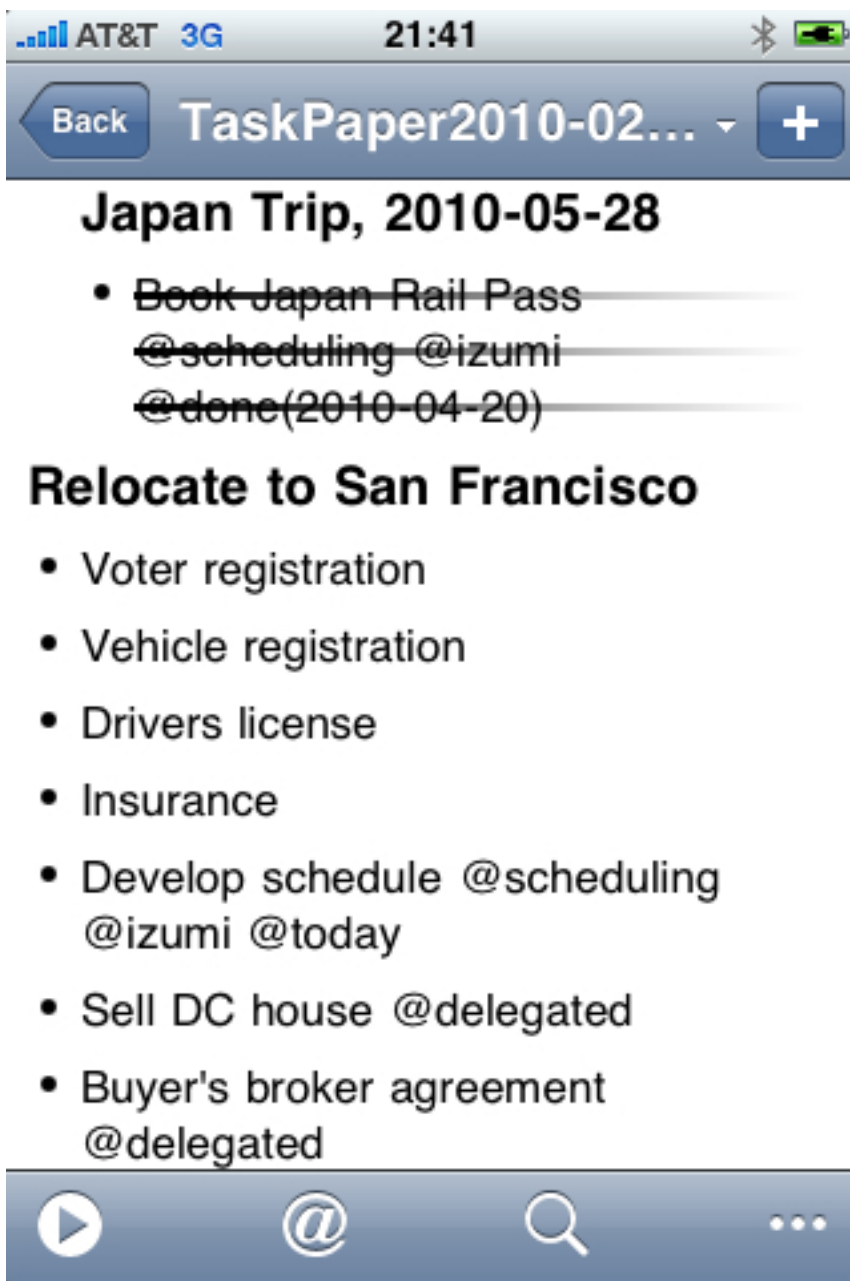 AT&T 3G 21:41
Back TaskPaper2010-02... +
Japan Trip, 2010-05-28
• Book Japan Rail Pass
@scheduling @izumi
@done(2010-04-20)
Relocate to San Francisco
• Voter registration
• Vehicle registration
• Drivers license
• Insurance
• Develop schedule @scheduling
@izumi @today
• Sell DC house @delegated
• Buyer's broker agreement
@delegated
@